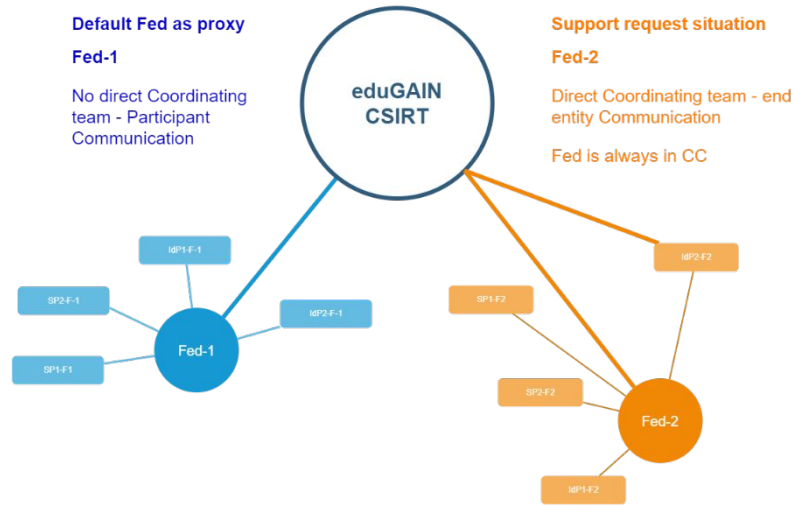 Default Fed as proxy
Fed-1
No direct Coordinating
team - Participant
Communication
eduGAIN
CSIRT
Support request situation
Fed-2
Direct Coordinating team - end
entity Communication
Fed is always in CC
IdP1-F-1
SP2-F-1
IdP2-F-1
SP1-F1
Fed-1
IdP2-F2
SP1-F2
SP2-F2
Fed-2
IdP1-F2